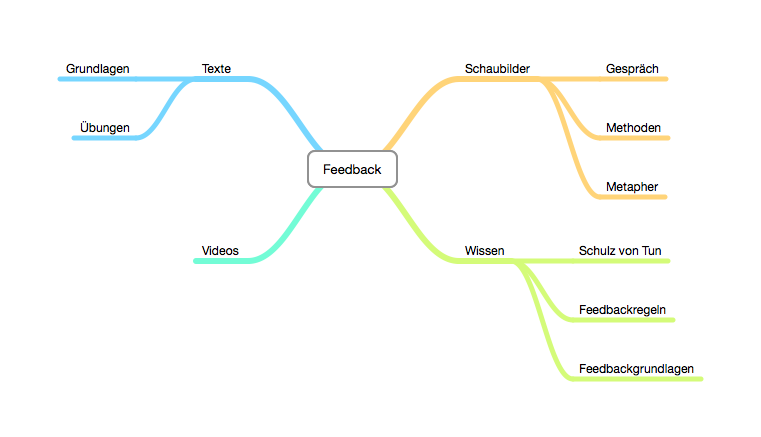 Grundlagen
Texte
Übungen
Feedback
Videos
Schaubilder
Gespräch
Methoden
Metapher
Wissen
Schulz von Tun
Feedbackregeln
Feedbackgrundlagen